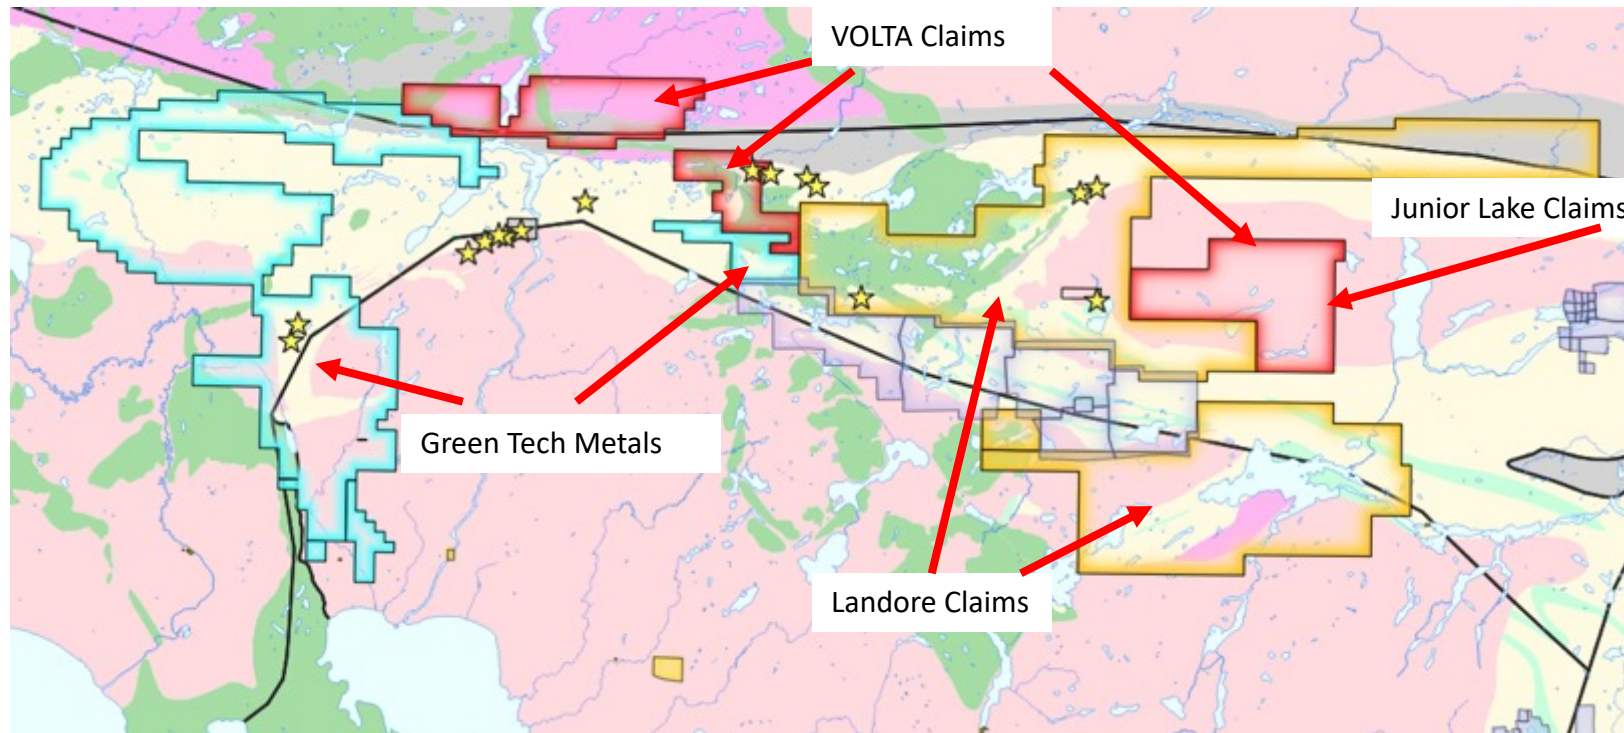 VOLTA Claims
Junior Lake Claims
Green Tech Metals
Landore Claims